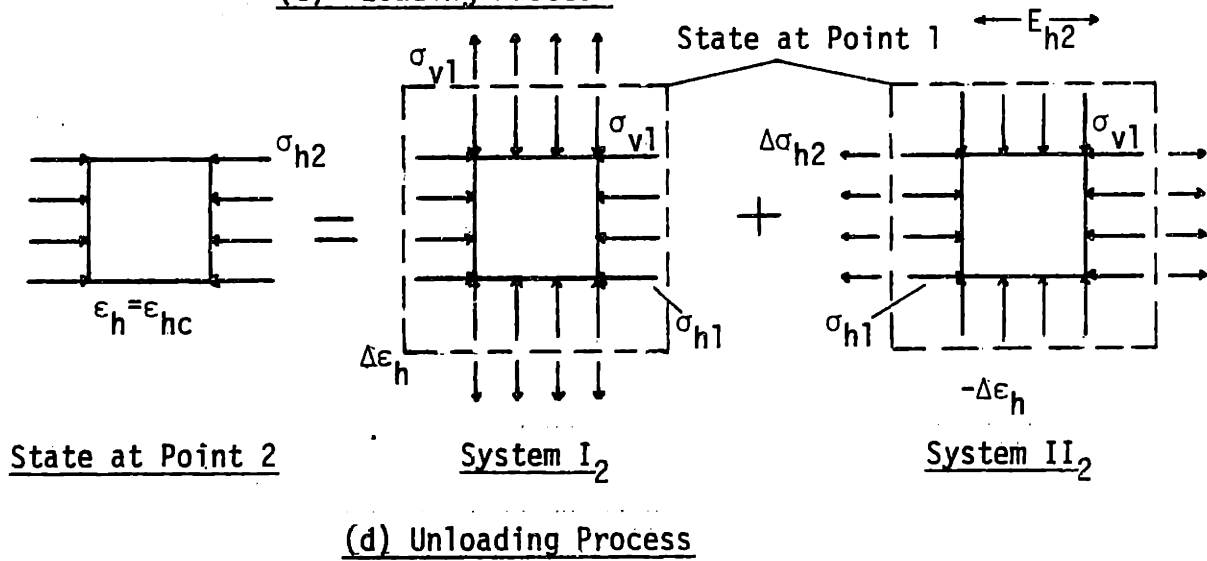 State at Point 1
E_h2
σ_v1
σ_v1
σ_v1
σ_h2
Δσ_h2
=
+
ε_h=ε_hc
σ_h1
σ_h1
Δε_h
-Δε_h
State at Point 2
System I_2
System II_2
(d) Unloading Process